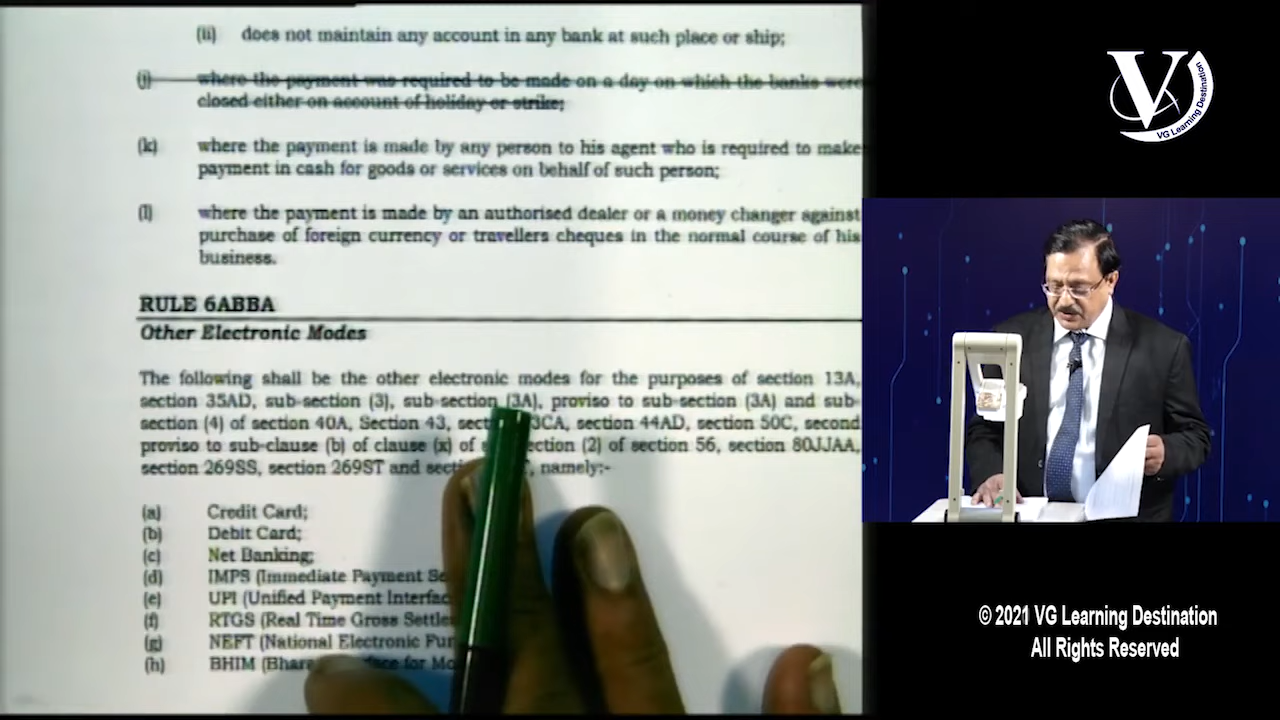 (ii) does not maintain any account in any bank at such place or ship;
(j) where the payment was required to be made on a day on which the banks were
closed either on account of holiday or strike;
(k) where the payment is made by any person to his agent who is required to make
payment in cash for goods or services on behalf of such person;
(l) where the payment is made by an authorised dealer or a money changer against
purchase of foreign currency or travellers cheques in the normal course of his
business.
RULE 6ABBA
Other Electronic Modes
The following shall be the other electronic modes for the purposes of section 13A,
section 35AD, sub-section (3), sub-section (3A), proviso to sub-section (3A) and sub-
section (4) of section 40A, Section 43, 3CA, section 44AD, section 50C, second
proviso to sub-clause (b) of clause (x) of section (2) of section 56, section 80JJAA,
section 269SS, section 269ST and , namely:-
(a) Credit Card;
(b) Debit Card;
(c) Net Banking;
(d) IMPS (Immediate Payment
(e) UPI (Unified Payment
(f) RTGS (Real Time Gross
(g) NEFT (National Electronic
(h) BHIM for
V
VG Learning Destination
© 2021 VG Learning Destination
All Rights Reserved